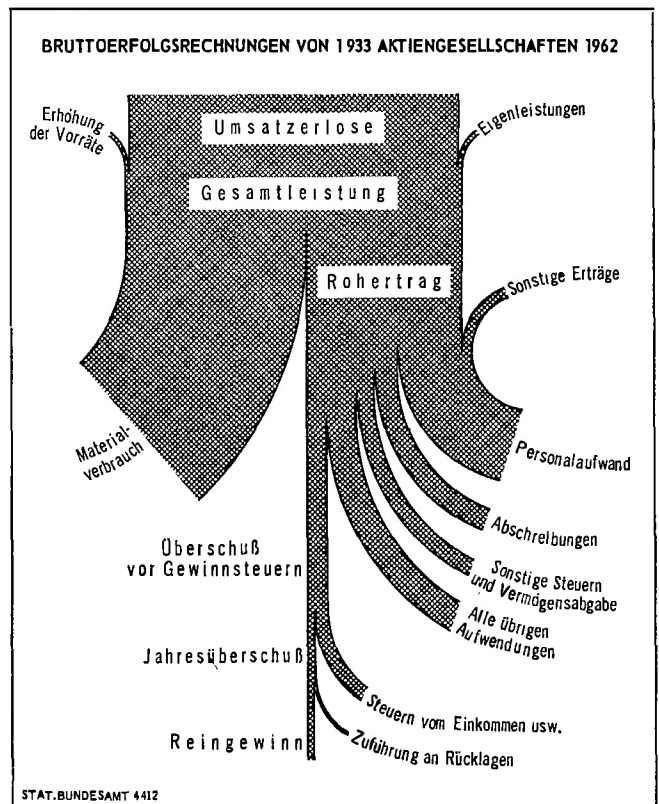 BRUTTOERFOLGSRECHNUNGEN VON 1933 AKTIENGESELLSCHAFTEN 1962
Erhöhung
der Vorräte
Umsatzerlose
Eigenleistungen
Gesamtleistung
Rohertrag
Sonstige Erträge
Material-
verbrauch
Personalaufwand
Abschreibungen
Überschuß
vor Gewinnsteuern
Sonstige Steuern
und Vermögensabgabe
Alle übrigen
Aufwendungen
Jahresüberschuß
Steuern vom Einkommen usw.
Reingewinn
Zuführung an Rücklagen
STAT.BUNDESAMT 4412